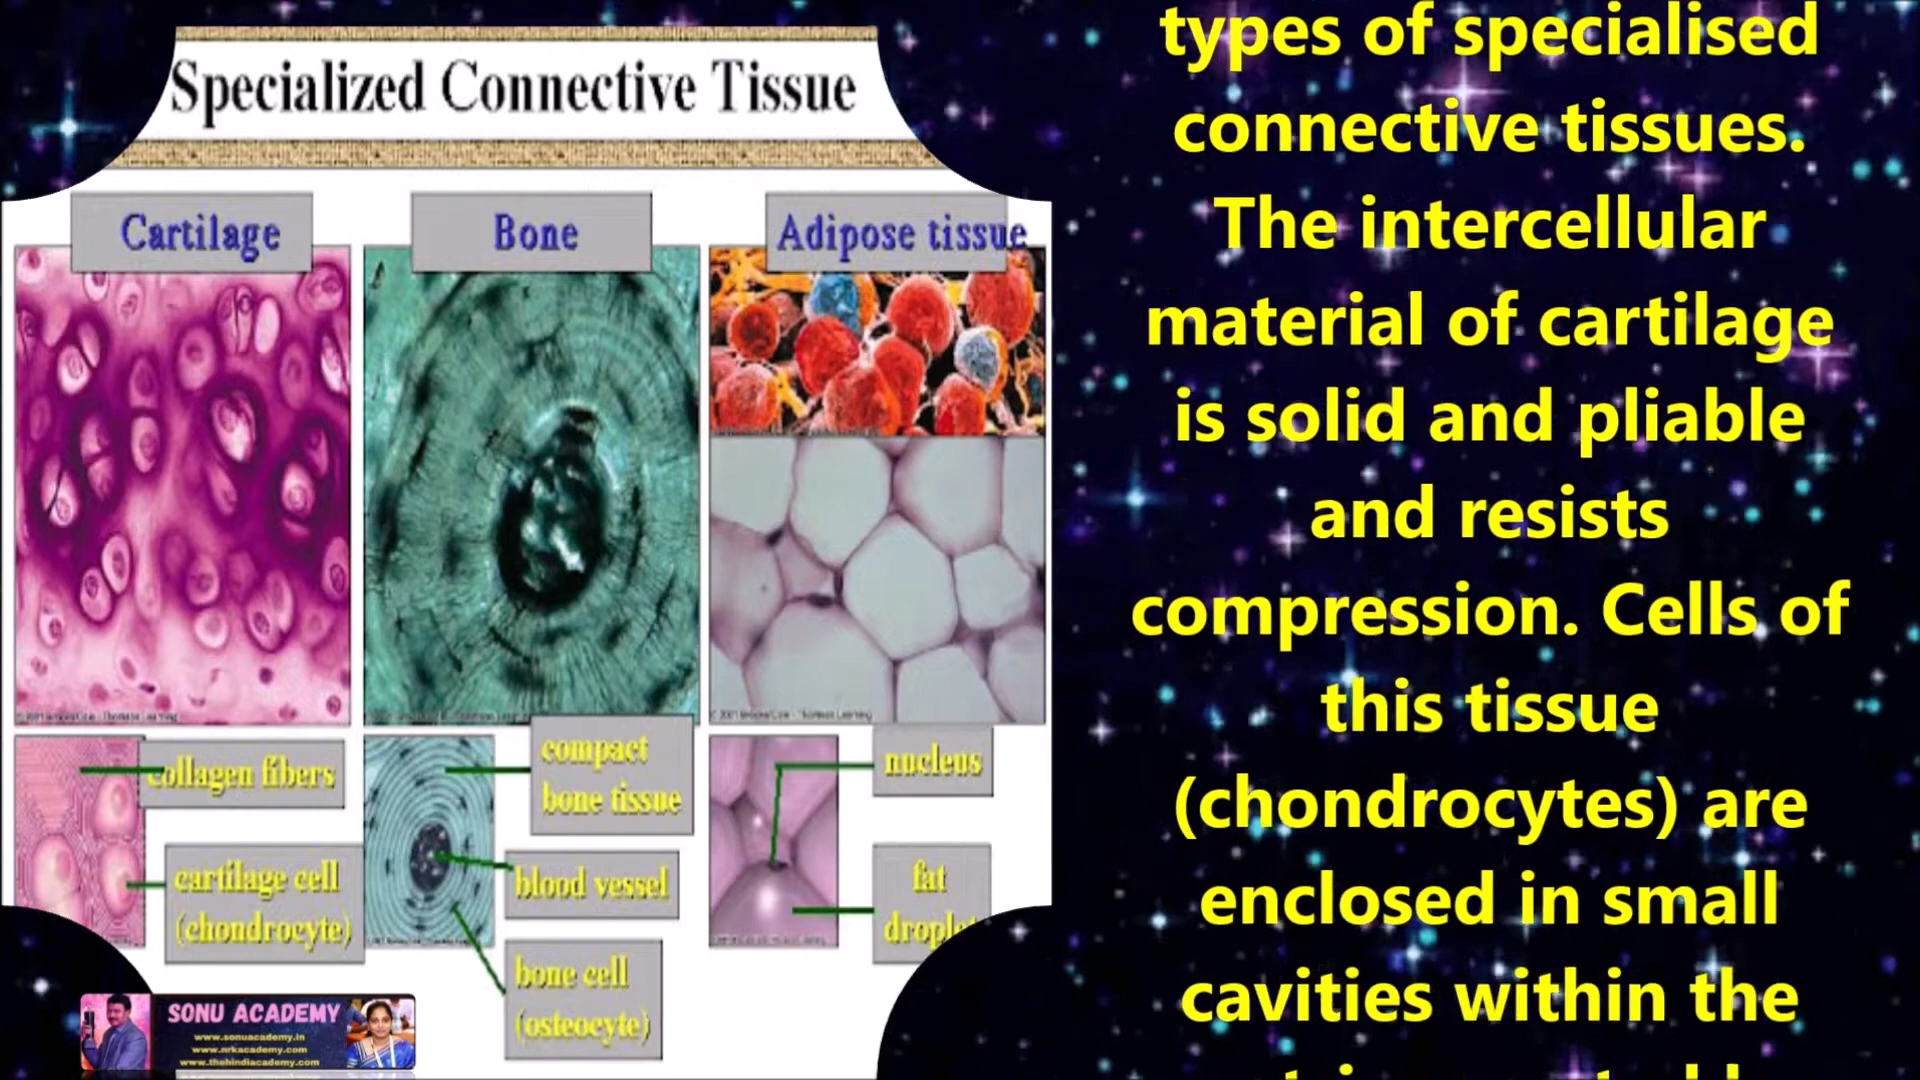 Specialized Connective Tissue
Cartilage
Bone
Adipose tissue
collagen fibers
cartilage cell
(chondrocyte)
compact
bone tissue
blood vessel
bone cell
(osteocyte)
nucleus
fat
SONU ACADEMY
www.sonuacademy.in
www.nrkacademy.com
www.thehindiacademy.com
types of specialised
connective tissues.
The intercellular
material of cartilage
is solid and pliable
and resists
compression. Cells of
this tissue
(chondrocytes) are
enclosed in small
cavities within the